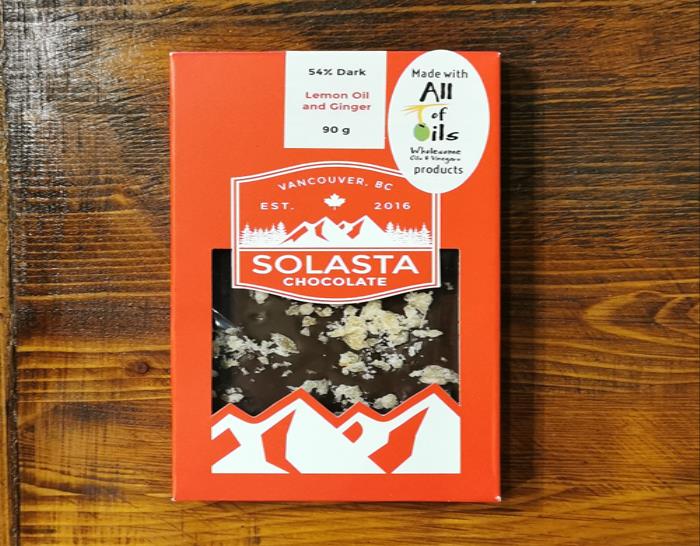 54% Dark
Lemon Oil
and Ginger
90 g
Made with
All
of
Oils
Wholesome
Oils & Vinegars
products
VANCOUVER, BC
EST. 2016
SOLASTA
CHOCOLATE